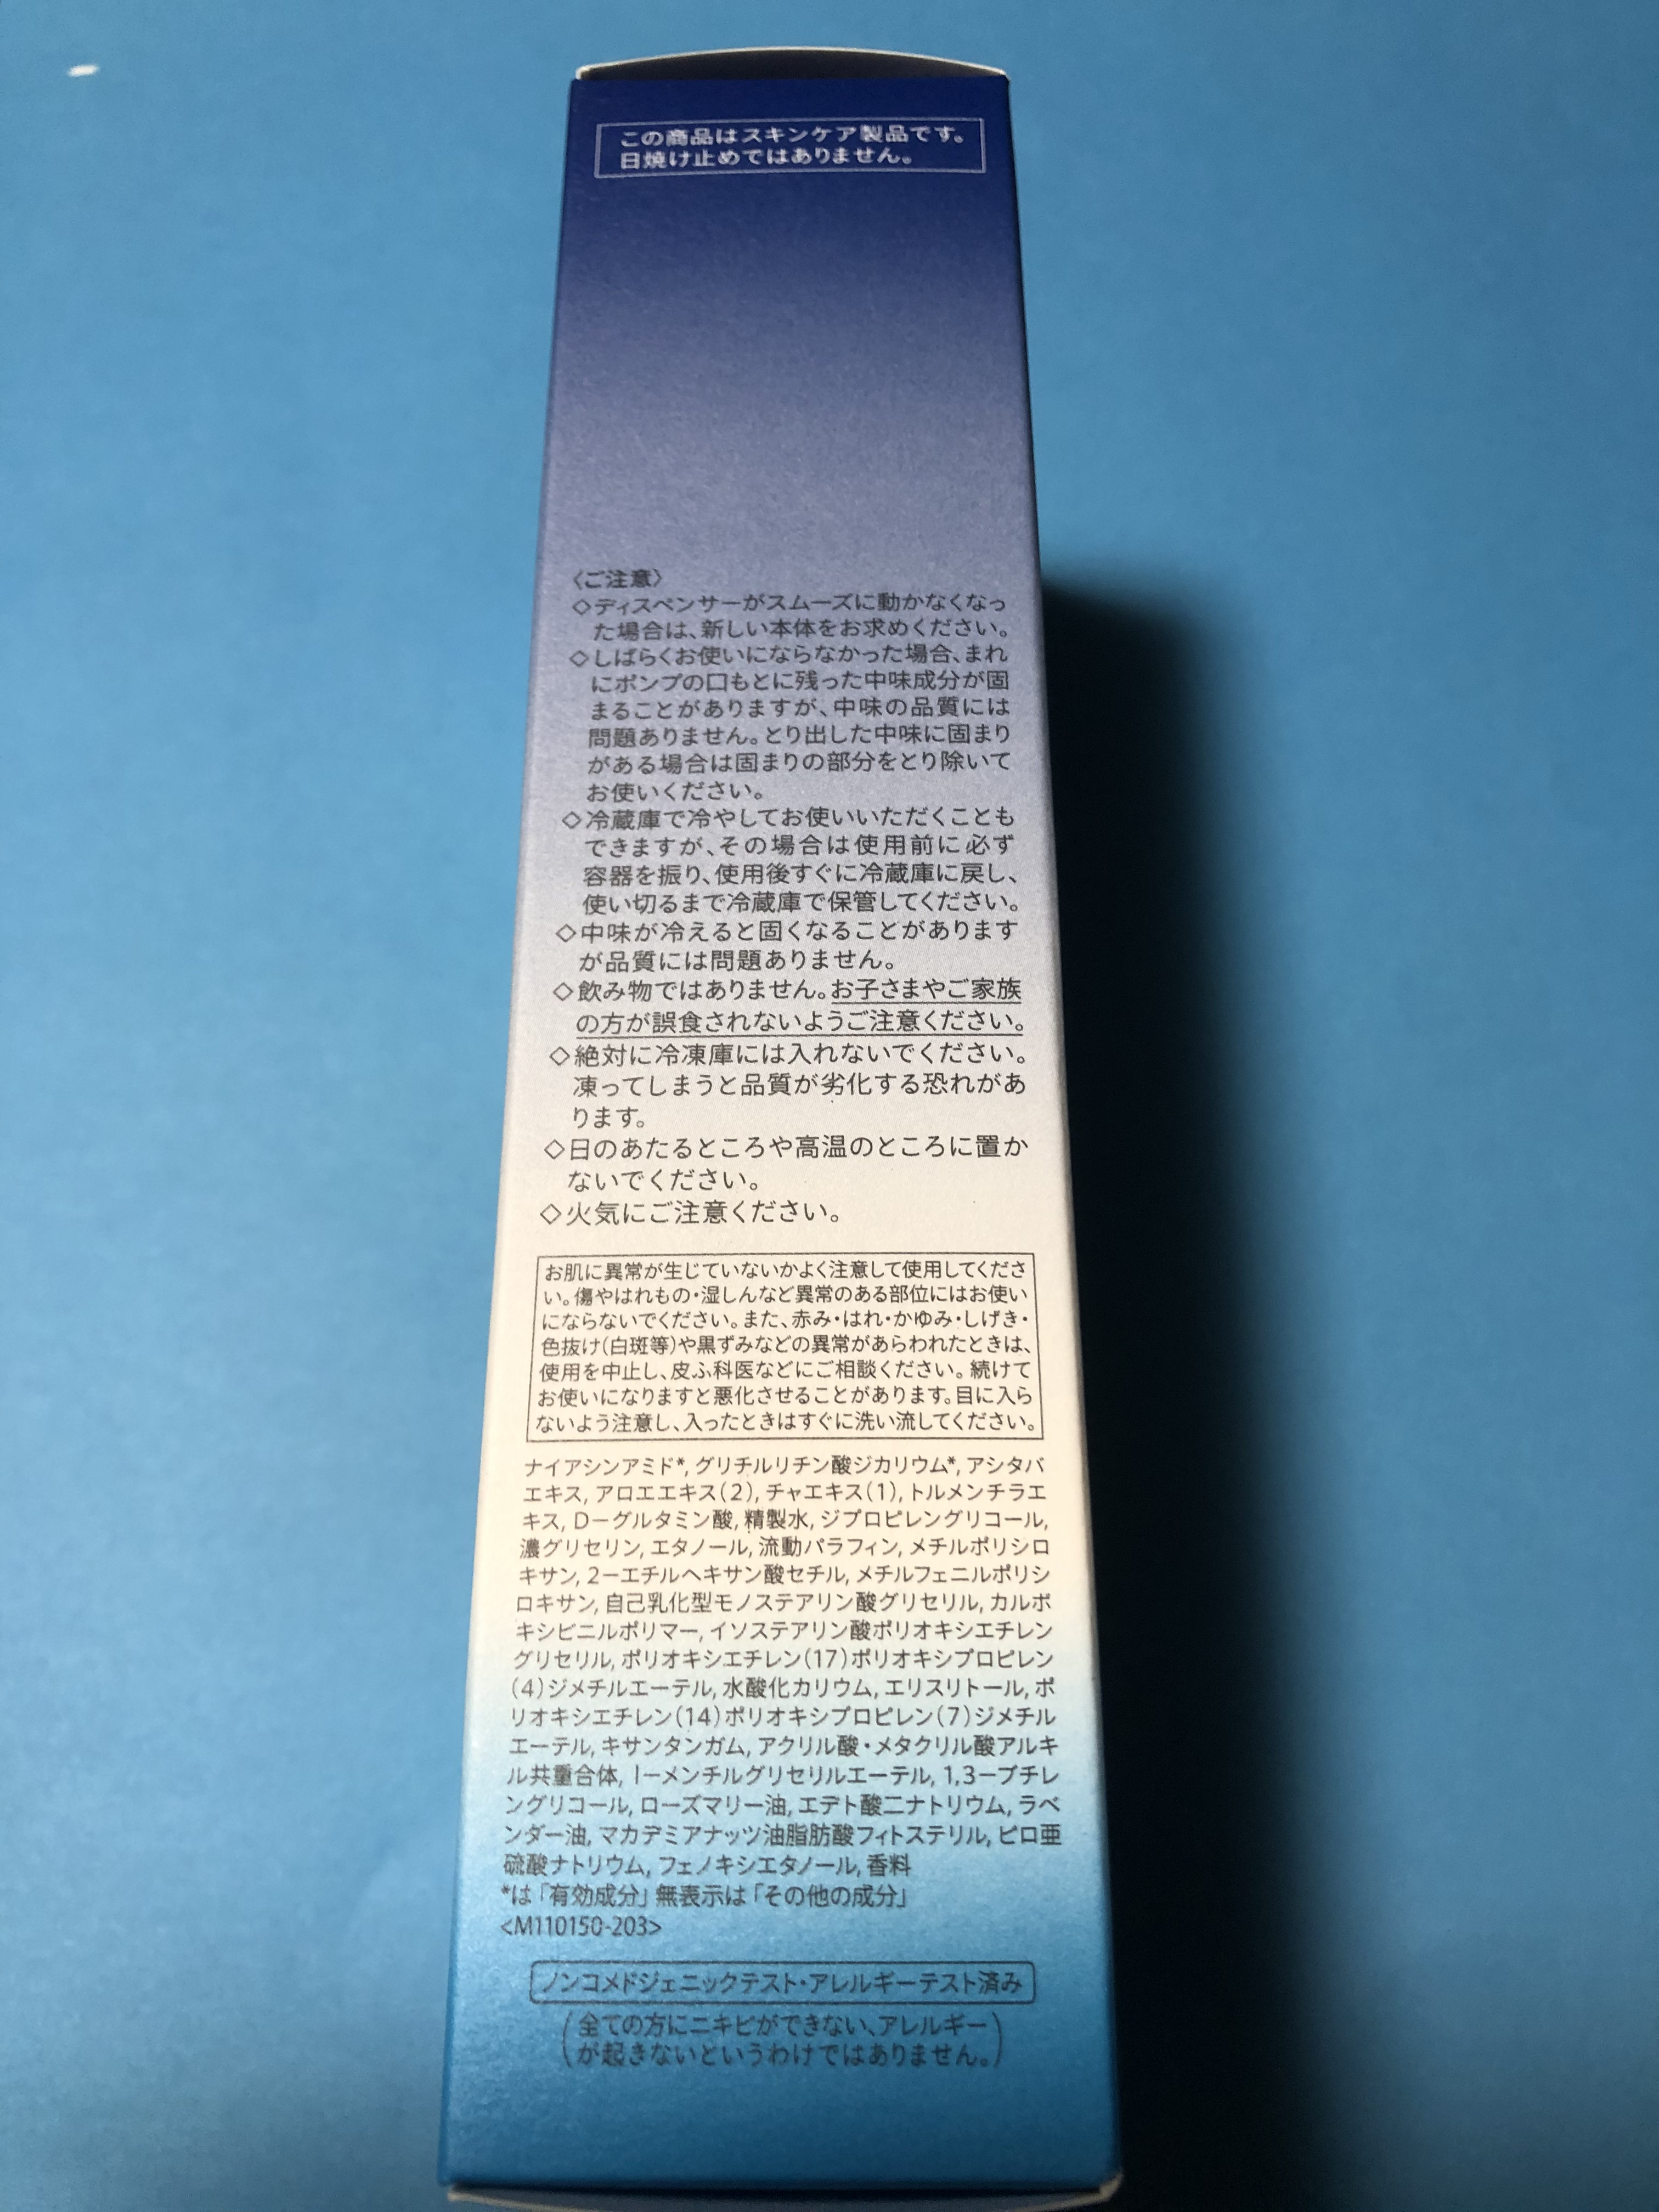 この商品はスキンケア製品です。
日焼け止めではありません。
〈ご注意〉
◇ディスペンサーがスムーズに動かなくなっ
た場合は、新しい本体をお求めください。
◇しばらくお使いにならなかった場合、まれ
にポンプの口もとに残った中味成分が固
まることがありますが、中味の品質には
問題ありません。とり出した中味に固まり
がある場合は固まりの部分をとり除いて
お使いください。
◇冷蔵庫で冷やしてお使いいただくことも
できますが、その場合は使用前に必ず
容器を振り、使用後すぐに冷蔵庫に戻し、
使い切るまで冷蔵庫で保管してください。
◇中味が冷えると固くなることがあります
が品質には問題ありません。
◇飲み物ではありません。お子さまやご家族
の方が誤食されないようご注意ください。
◇絶対に冷凍庫には入れないでください。
凍ってしまうと品質が劣化する恐れがあ
ります。
◇日のあたるところや高温のところに置か
ないでください。
◇火気にご注意ください。
お肌に異常が生じていないかよく注意して使用してくださ
い。傷やはれもの・湿しんなど異常のある部位にはお使い
にならないでください。また、赤み・はれ・かゆみ・しげき・
色抜け(白斑等)や黒ずみなどの異常があらわれたときは、
使用を中止し、皮ふ科医などにご相談ください。続けて
お使いになりますと悪化させることがあります。目に入ら
ないよう注意し、入ったときはすぐに洗い流してください。
ナイアシンアミド*, グリチルリチン酸ジカリウム*, アシタバ
エキス, アロエエキス(2), チャエキス(1), トルメンチラエ
キス, D－グルタミン酸, 精製水, ジプロピレングリコール,
濃グリセリン, エタノール, 流動パラフィン, メチルポリシロ
キサン, 2－エチルヘキサン酸セチル, メチルフェニルポリシ
ロキサン, 自己乳化型モノステアリン酸グリセリル, カルボ
キシビニルポリマー, イソステアリン酸ポリオキシエチレン
グリセリル, ポリオキシエチレン(17)ポリオキシプロピレン
(4)ジメチルエーテル, 水酸化カリウム, エリスリトール, ポ
リオキシエチレン(14)ポリオキシプロピレン(7)ジメチル
エーテル, キサンタンガム, アクリル酸・メタクリル酸アルキ
ル共重合体, l－メンチルグリセリルエーテル, 1,3－ブチレ
ングリコール, ローズマリー油, エデト酸二ナトリウム, ラベ
ンダー油, マカデミアナッツ油脂肪酸フィトステリル, ピロ亜
硫酸ナトリウム, フェノキシエタノール, 香料
*は「有効成分」無表示は「その他の成分」
<M110150-203>
ノンコメドジェニックテスト・アレルギーテスト済み
(全ての方にニキビができない、アレルギー
が起きないというわけではありません。)